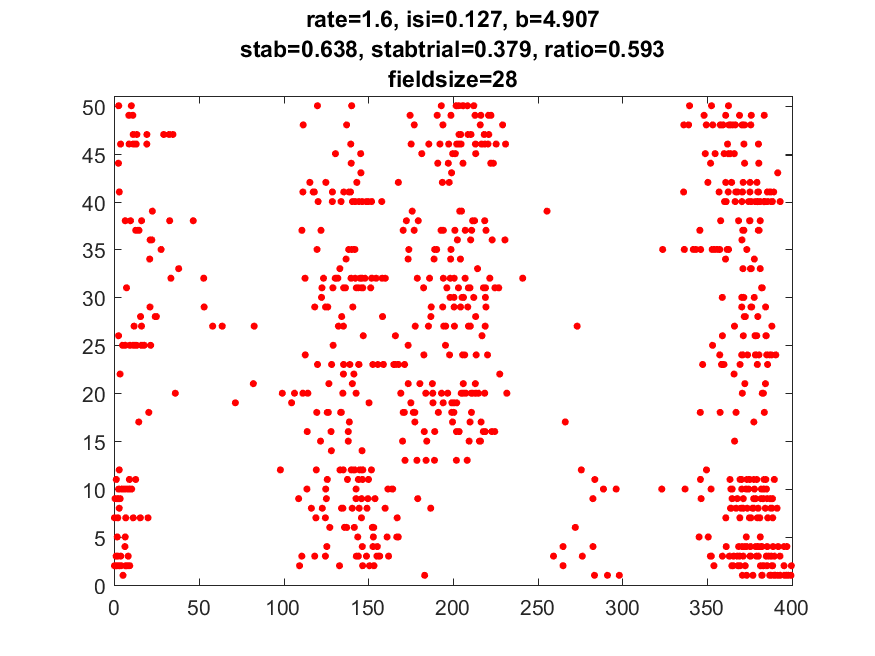 rate=1.6, isi=0.127, b=4.907
stab=0.638, stabtrial=0.379, ratio=0.593
fieldsize=28
50
45
40
35
30
25
20
15
10
5
0
0 50 100 150 200 250 300 350 400